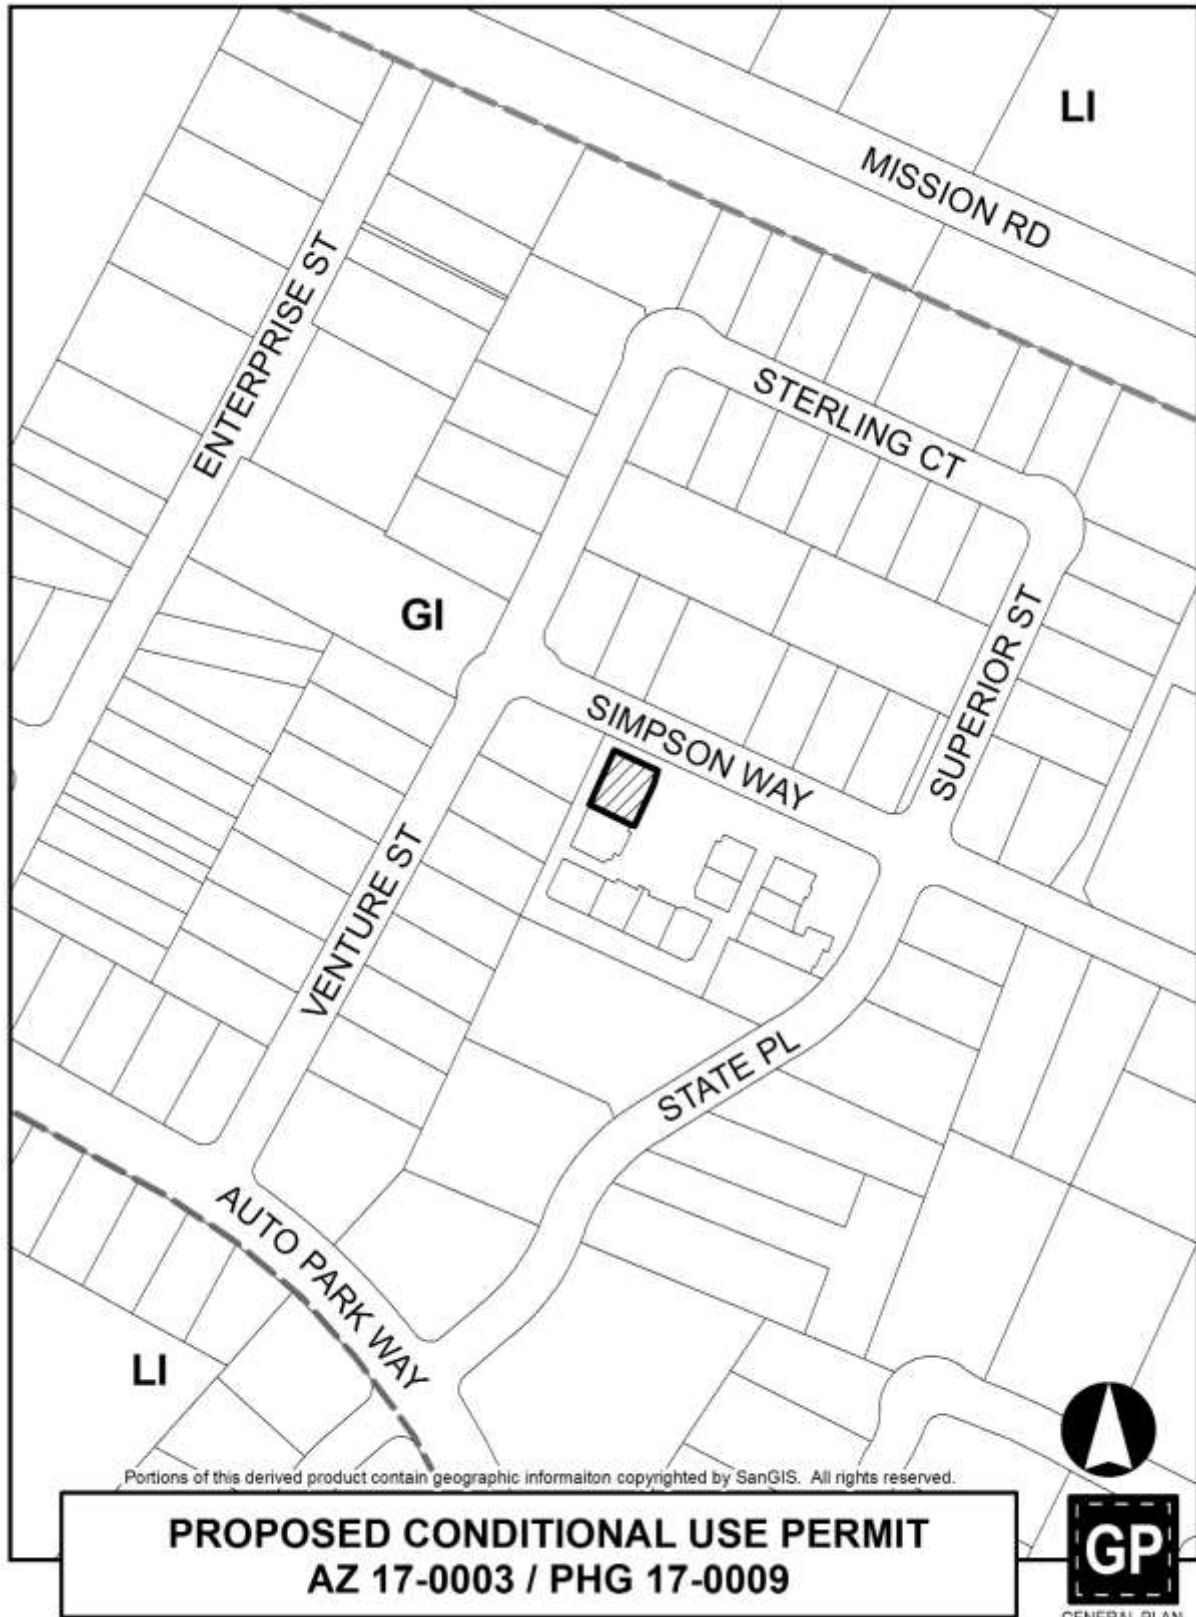 LI
MISSION RD
ENTERPRISE ST
STERLING CT
GI
SUPERIOR ST
SIMPSON WAY
VENTURE ST
STATE PL
AUTO PARK WAY
LI
Portions of this derived product contain geographic informaiton copyrighted by SanGIS. All rights reserved.
PROPOSED CONDITIONAL USE PERMIT
AZ 17-0003 / PHG 17-0009
GP
GENERAL PLAN